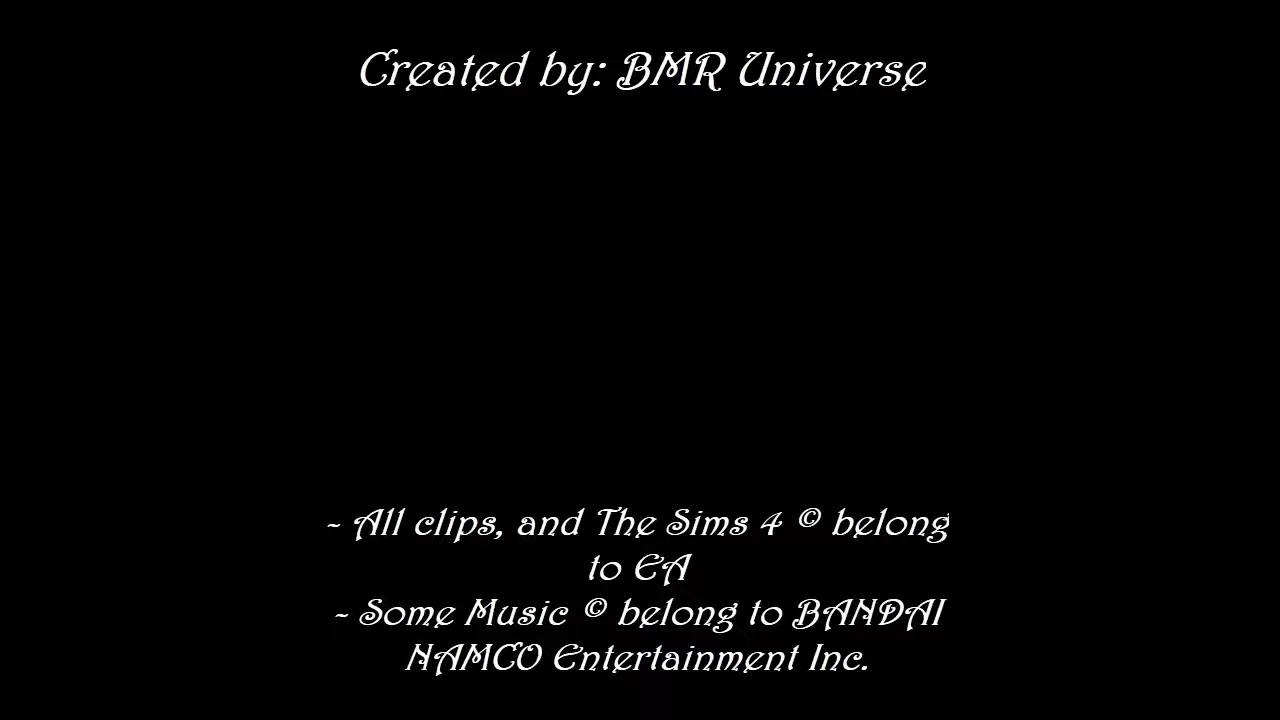 Created by: BMR Universe
- All clips, and The Sims 4 © belong
to EA
- Some Music © belong to BANDAI
NAMCO Entertainment Inc.